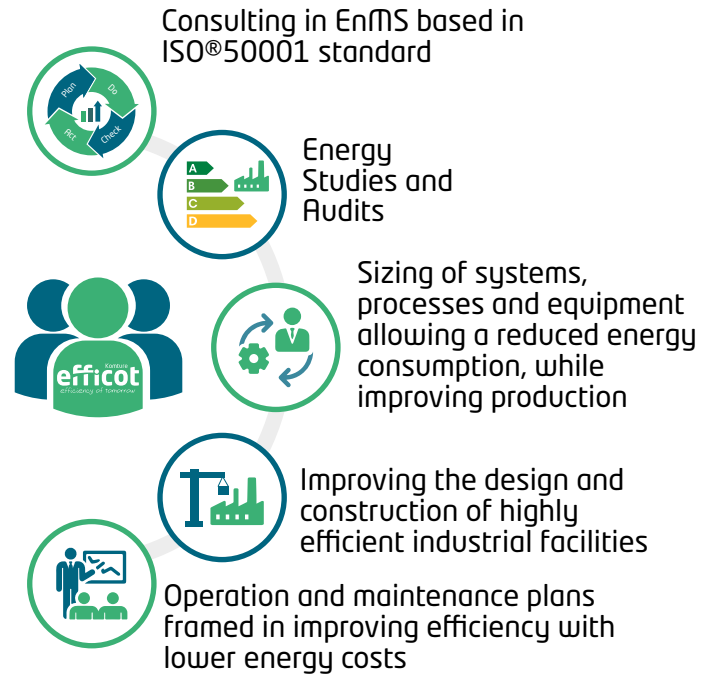 Consulting in EnMS based in
ISO®50001 standard
Plan
Do
Check
Act
A
B
C
D
Energy
Studies and
Audits
Sizing of systems,
processes and equipment
allowing a reduced energy
consumption, while
improving production
efficot
efficiency of tomorrow
Improving the design and
construction of highly
efficient industrial facilities
Operation and maintenance plans
framed in improving efficiency with
lower energy costs